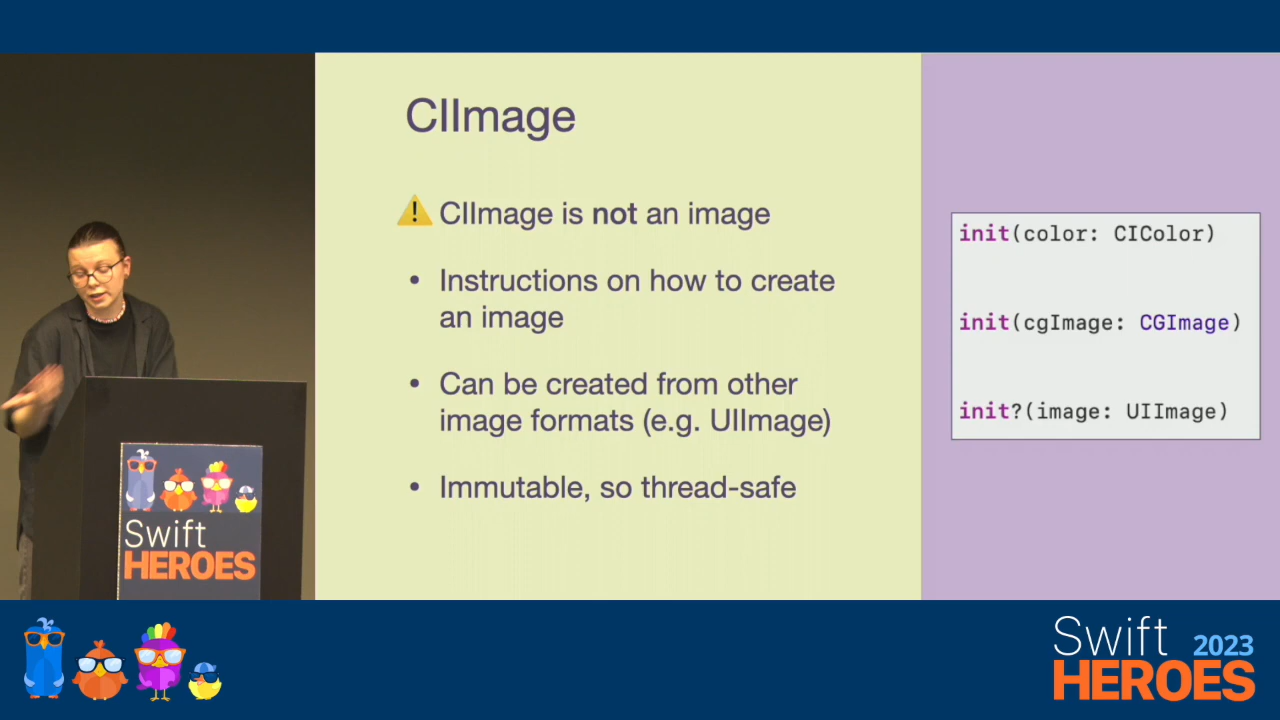 CIImage
⚠️ CIImage is not an image
• Instructions on how to create
an image
• Can be created from other
image formats (e.g. UIImage)
• Immutable, so thread-safe
init(color: CIColor)
init(cgImage: CGImage)
init?(image: UIImage)
Swift
HEROES
Swift 2023
HEROES